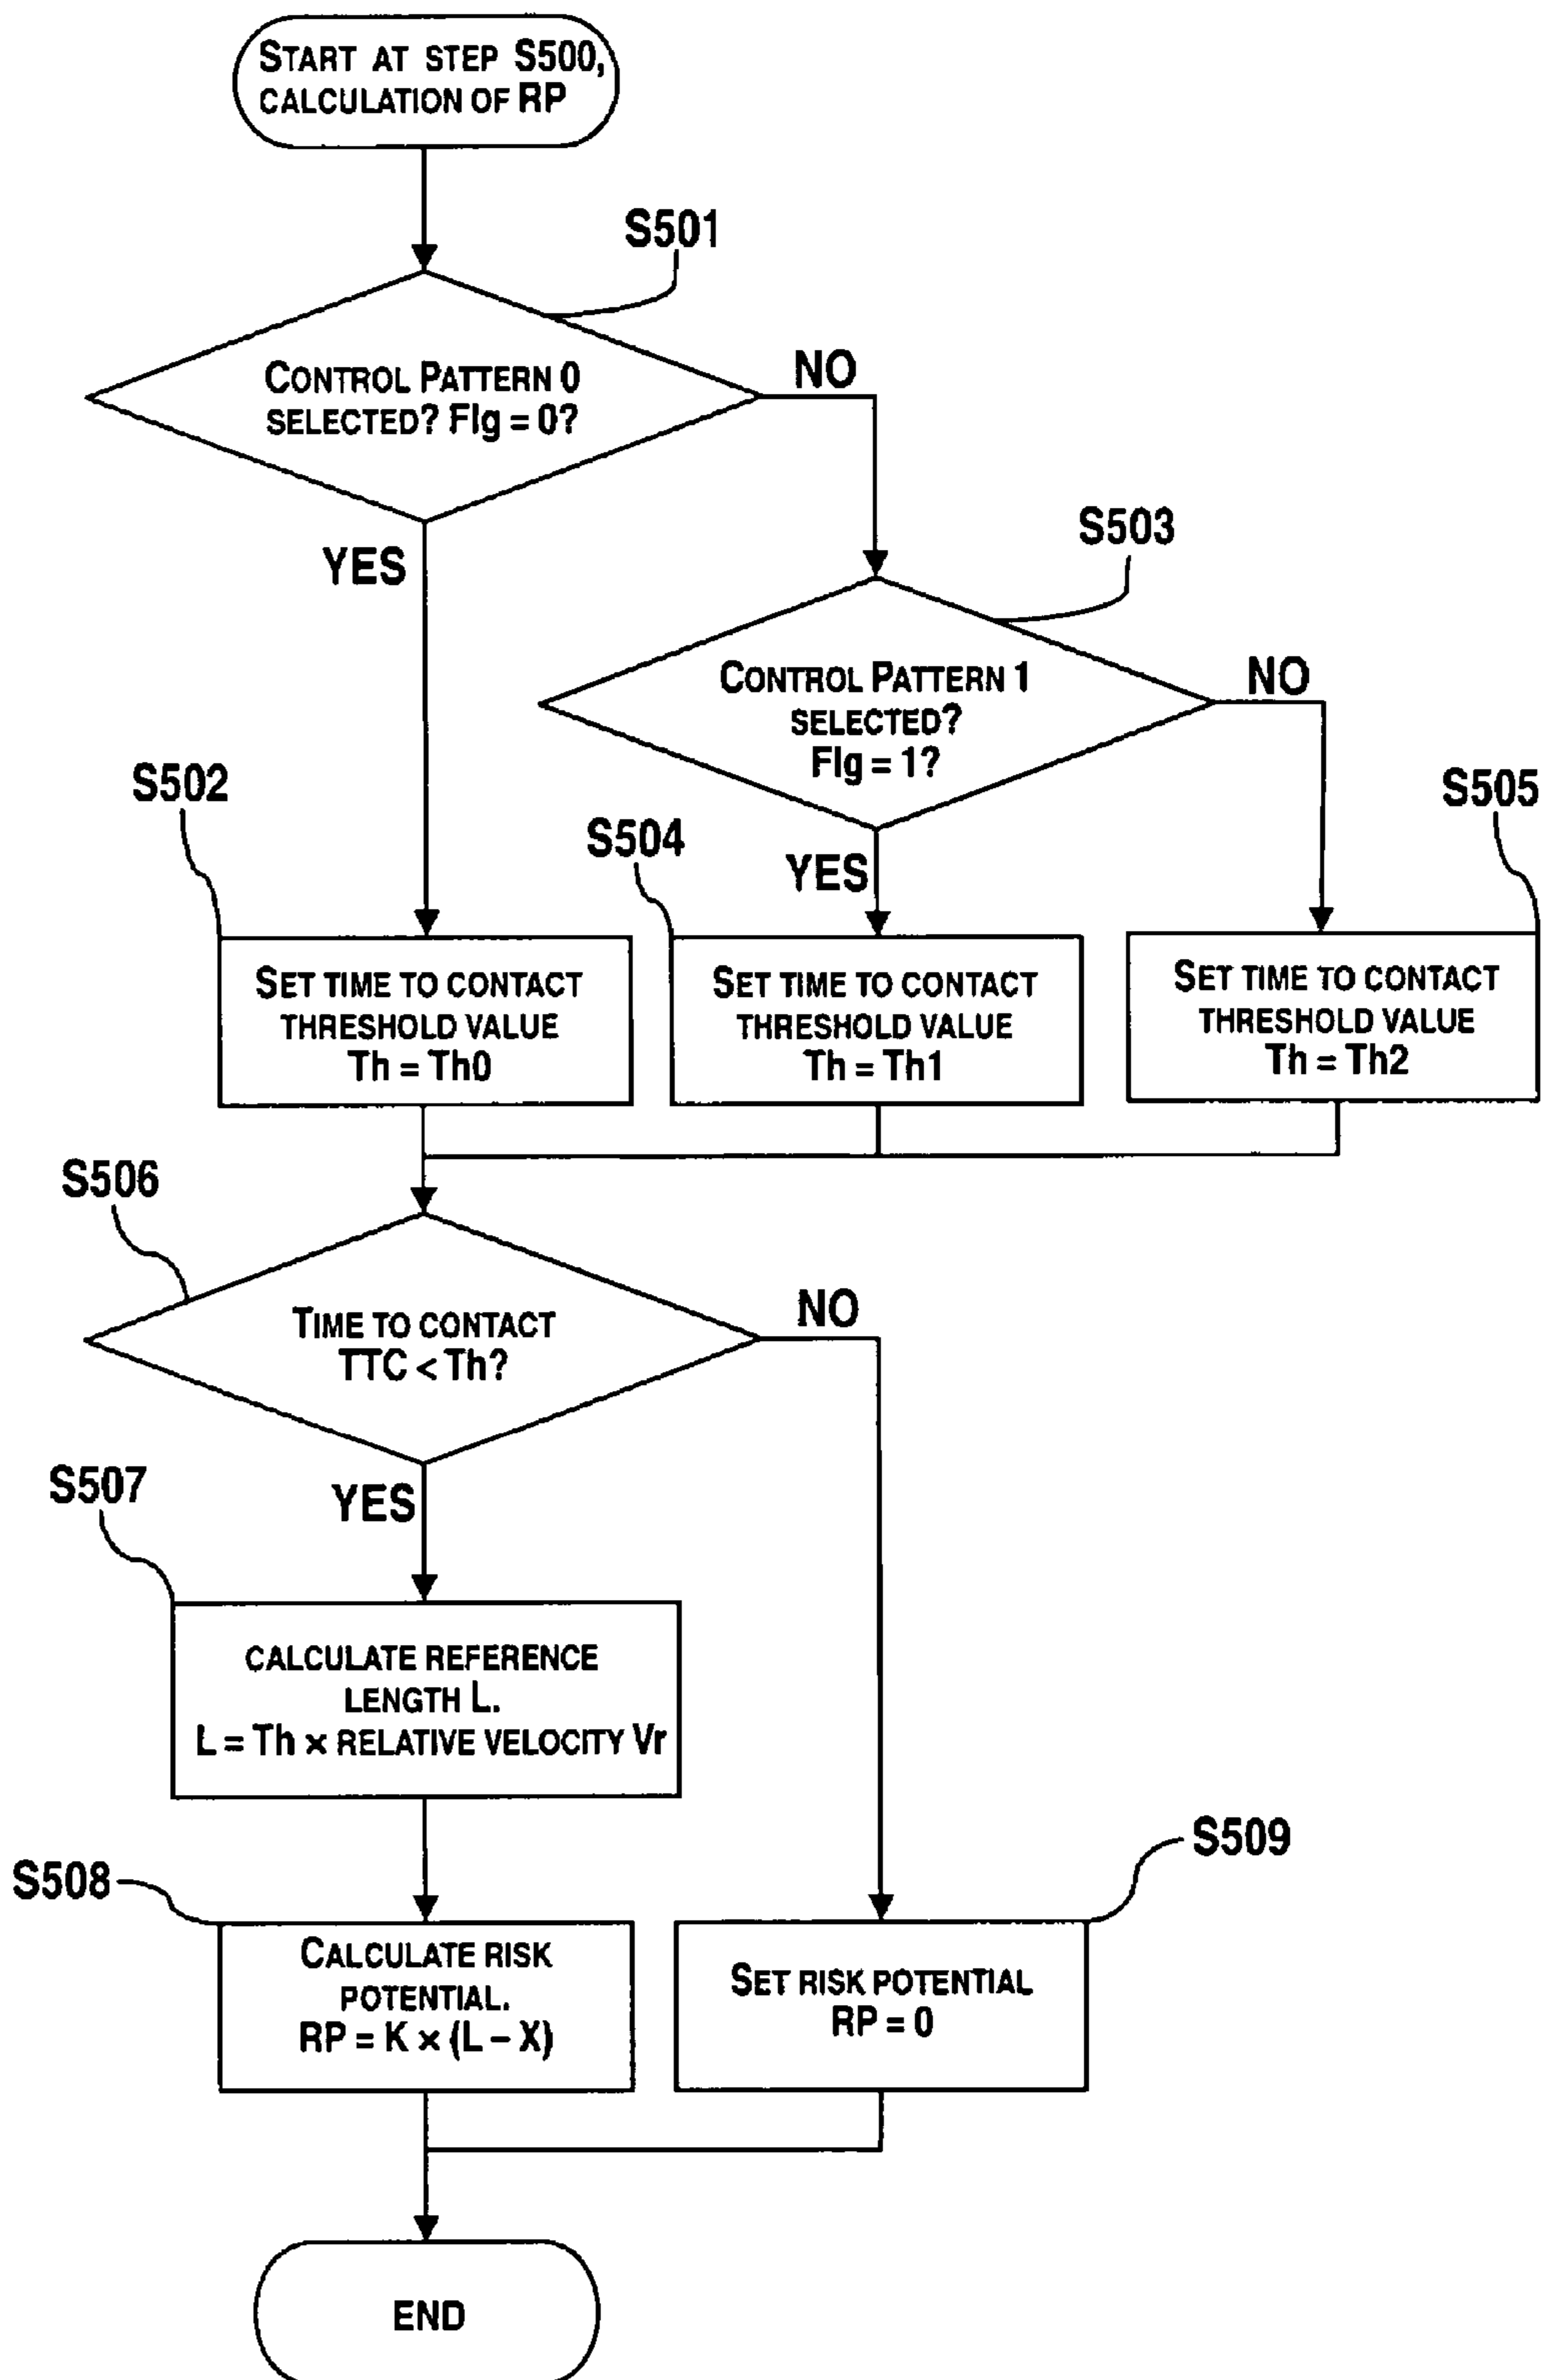 START AT STEP S500,
CALCULATION OF RP
S501
CONTROL PATTERN 0
SELECTED? Flg = 0?
NO
YES
S503
CONTROL PATTERN 1
SELECTED?
Flg = 1?
NO
YES
S502
SET TIME TO CONTACT
THRESHOLD VALUE
Th = Th0
S504
SET TIME TO CONTACT
THRESHOLD VALUE
Th = Th1
S505
SET TIME TO CONTACT
THRESHOLD VALUE
Th = Th2
S506
TIME TO CONTACT
TTC < Th?
NO
YES
S507
CALCULATE REFERENCE
LENGTH L.
L = Th × RELATIVE VELOCITY Vr
S508
CALCULATE RISK
POTENTIAL.
RP = K × (L – X)
S509
SET RISK POTENTIAL
RP = 0
END